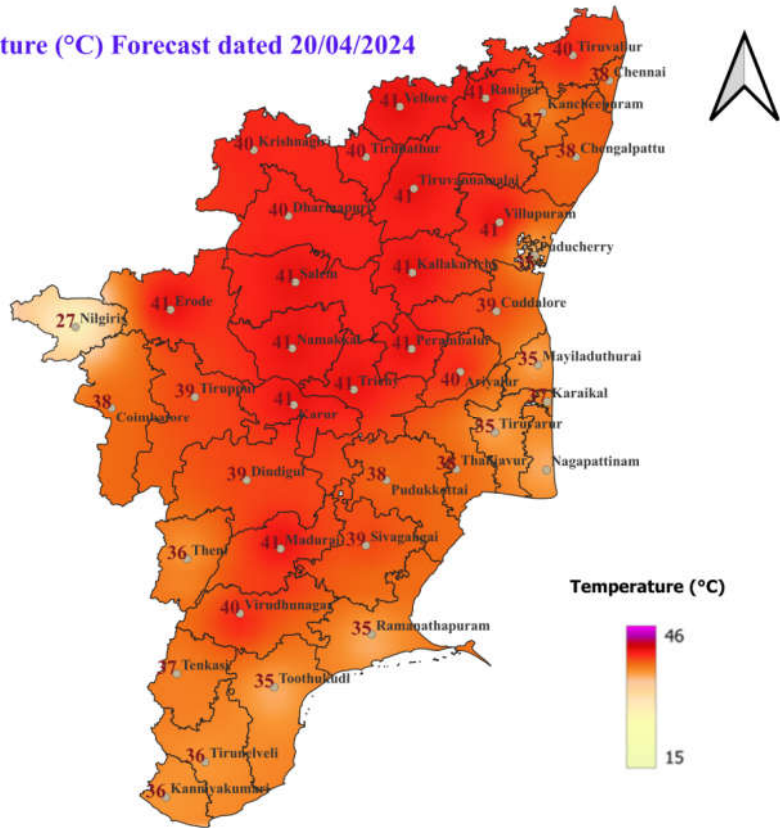 ture (°C) Forecast dated 20/04/2024
40 Tiruvallur
38 Chennai
41 Vellore
41 Ranipet
Kancheepuram
37
40 Krishnagiri
40 Tirupathur
38 Chengalpattu
Tiruvannamalai
41
40 Dharmapuri
Villupuram
41
Puducherry
41 Salem
41 Kallakurichi
41 Erode
39 Cuddalore
27 Nilgiris
41 Namakkal
41 Perambalur
35 Mayiladuthurai
40 Ariyalur
39 Tiruppur
41 Trichy
Karaikal
38
Coimbatore
41
Karur
35 Tiruvarur
39 Dindigul
38
Pudukkottai
Thanjavur
Nagapattinam
36 Theni
41 Madurai
39 Sivagangai
Temperature (°C)
40 Virudhunagar
35 Ramanathapuram
46
37 Tenkasi
35 Toothukudi
36 Tirunelveli
15
36 Kanniyakumari